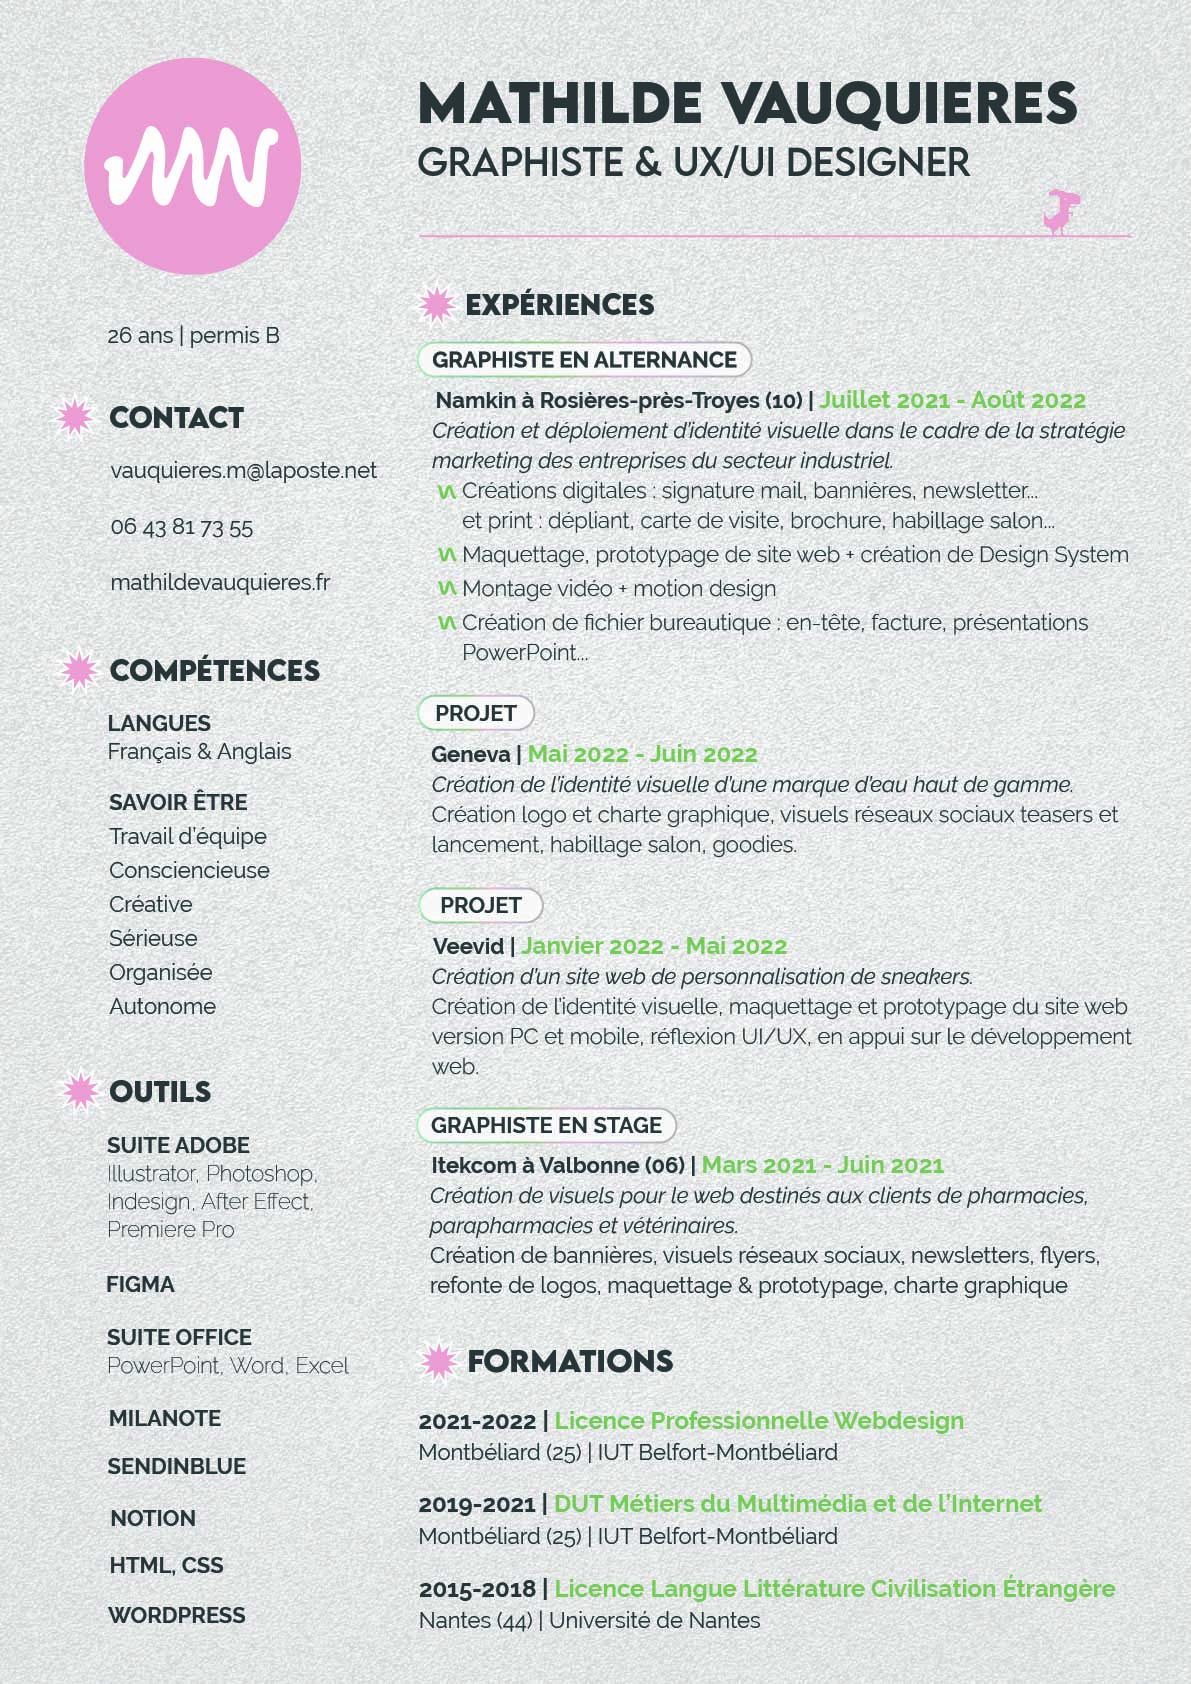 MATHILDE VAUQUIERES
GRAPHISTE & UX/UI DESIGNER
26 ans | permis B
CONTACT
vauquieres.m@laposte.net
06 43 81 73 55
mathildevauquieres.fr
COMPÉTENCES
LANGUES
Français & Anglais
SAVOIR ÊTRE
Travail d'équipe
Consciencieuse
Créative
Sérieuse
Organisée
Autonome
OUTILS
SUITE ADOBE
Illustrator, Photoshop,
Indesign, After Effect,
Premiere Pro
FIGMA
SUITE OFFICE
PowerPoint, Word, Excel
MILANOTE
SENDINBLUE
NOTION
HTML, CSS
WORDPRESS
EXPÉRIENCES
GRAPHISTE EN ALTERNANCE
Namkin à Rosières-près-Troyes (10) | Juillet 2021 - Août 2022
Création et déploiement d'identité visuelle dans le cadre de la stratégie
marketing des entreprises du secteur industriel.
Créations digitales : signature mail, bannières, newsletter...
et print : dépliant, carte de visite, brochure, habillage salon...
Maquettage, prototypage de site web + création de Design System
Montage vidéo + motion design
Création de fichier bureautique : en-tête, facture, présentations
PowerPoint...
PROJET
Geneva | Mai 2022 - Juin 2022
Création de l'identité visuelle d'une marque d'eau haut de gamme.
Création logo et charte graphique, visuels réseaux sociaux teasers et
lancement, habillage salon, goodies.
PROJET
Veevid | Janvier 2022 - Mai 2022
Création d'un site web de personnalisation de sneakers.
Création de l'identité visuelle, maquettage et prototypage du site web
version PC et mobile, réflexion UI/UX, en appui sur le développement
web.
GRAPHISTE EN STAGE
Itekcom à Valbonne (06) | Mars 2021 - Juin 2021
Création de visuels pour le web destinés aux clients de pharmacies,
parapharmacies et vétérinaires.
Création de bannières, visuels réseaux sociaux, newsletters, flyers,
refonte de logos, maquettage & prototypage, charte graphique
FORMATIONS
2021-2022 | Licence Professionnelle Webdesign
Montbéliard (25) | IUT Belfort-Montbéliard
2019-2021 | DUT Métiers du Multimédia et de l'Internet
Montbéliard (25) | IUT Belfort-Montbéliard
2015-2018 | Licence Langue Littérature Civilisation Étrangère
Nantes (44) | Université de Nantes